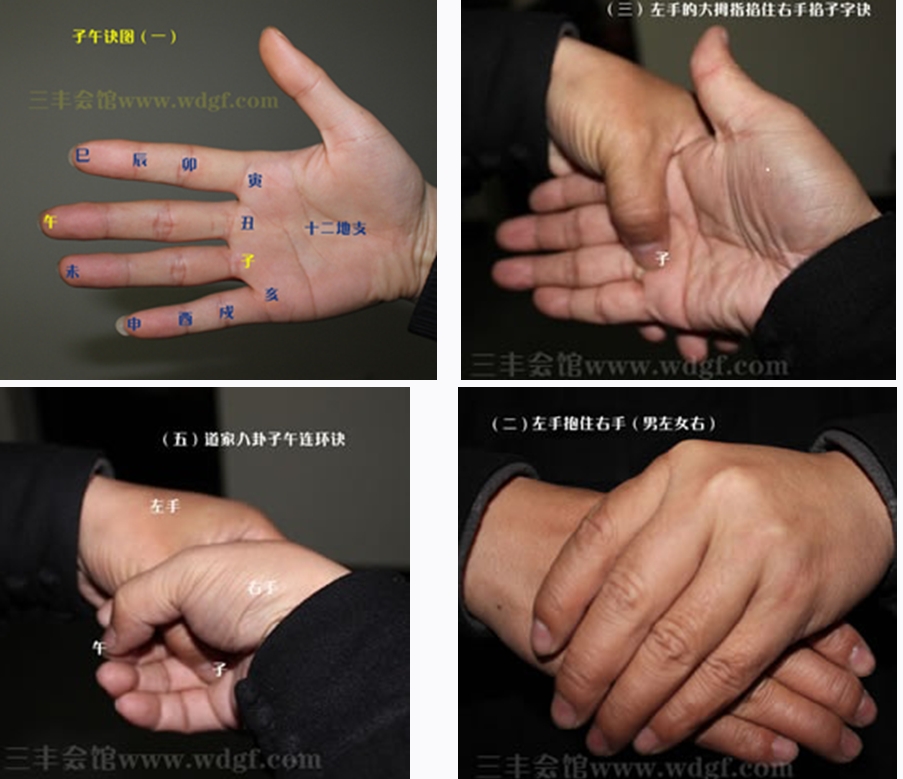 子午诀图（一）
三丰会馆www.wdgf.com
巳 辰 卯 寅
午 丑 十二地支
未 子
申 酉 戌 亥
（三）左手的大拇指掐住右手掐子字诀
子
三丰会馆www.wdgf.com
（五）道家八卦子午连环诀
左手
右手
午
子
三丰会馆www.wdgf.com
（二）左手抱住右手（男左女右）
三丰会馆www.wdgf.com